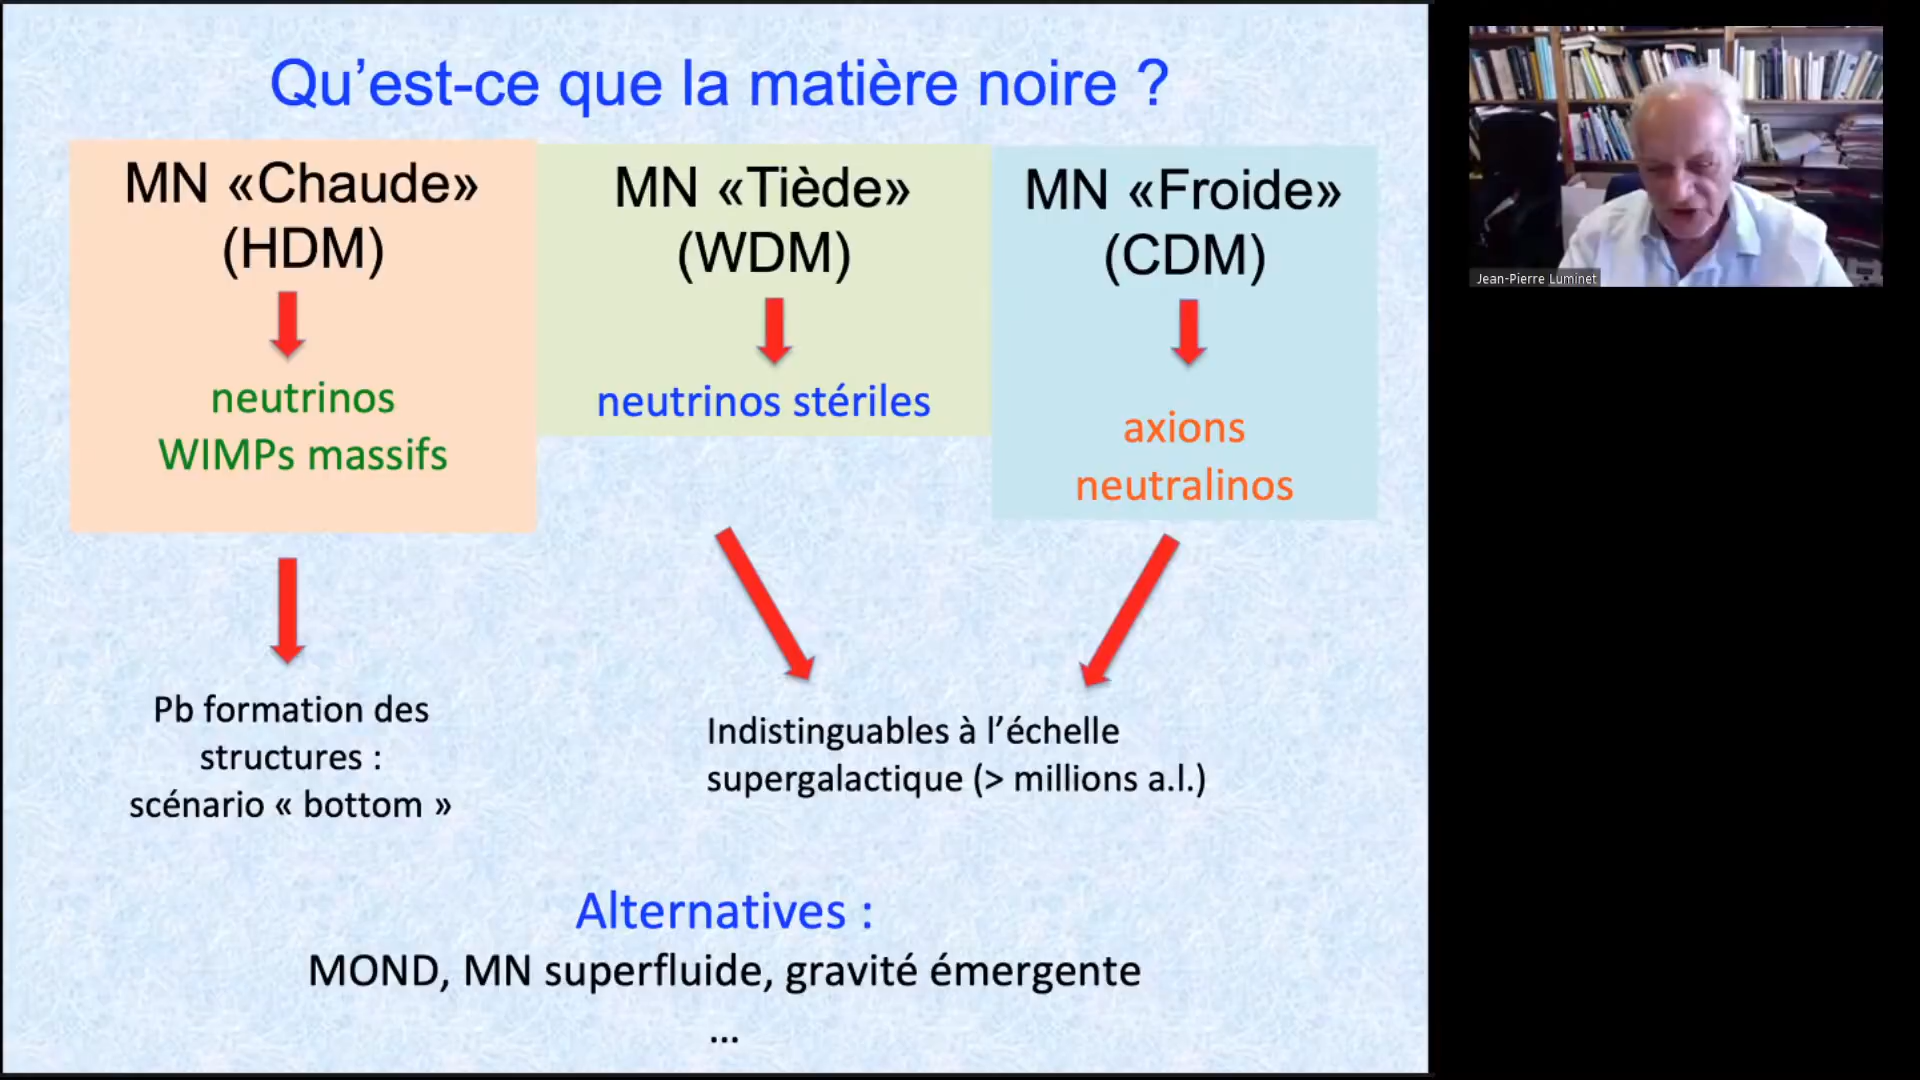 Qu’est-ce que la matière noire ?
MN «Chaude»
(HDM)
neutrinos
WIMPs massifs
MN «Tiède»
(WDM)
neutrinos stériles
MN «Froide»
(CDM)
axions
neutralinos
Pb formation des
structures :
scénario « bottom »
Indistinguables à l’échelle
supergalactique (> millions a.l.)
Alternatives :
MOND, MN superfluide, gravité émergente
...
Jean-Pierre Luminet